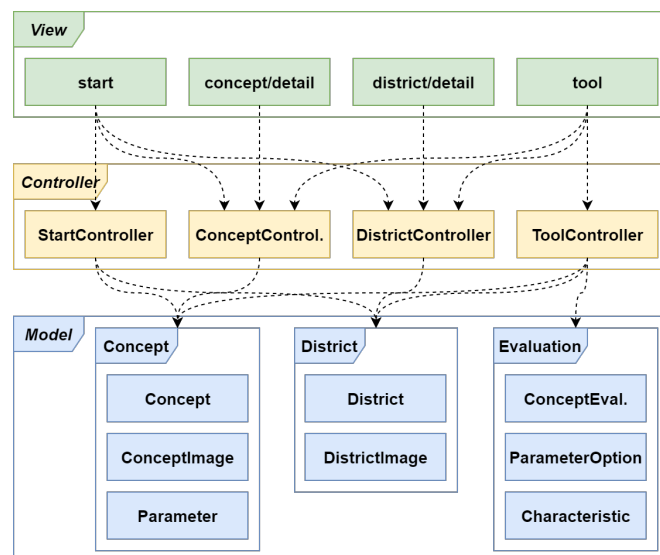 View
start
concept/detail
district/detail
tool
Controller
StartController
ConceptControl.
DistrictController
ToolController
Model
Concept
District
Evaluation
Concept
District
ConceptEval.
ConceptImage
DistrictImage
ParameterOption
Parameter
Characteristic